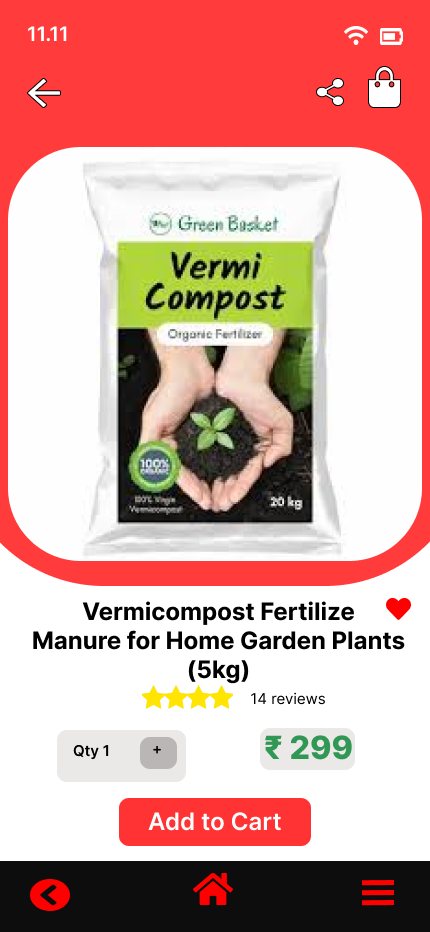 11.11
Green Basket
Vermi
Compost
Organic Fertilizer
100%
ORGANIC
100% Virgin
Vermicompost
20 kg
Vermicompost Fertilize
Manure for Home Garden Plants
(5kg)
14 reviews
Qty 1
+
₹ 299
Add to Cart